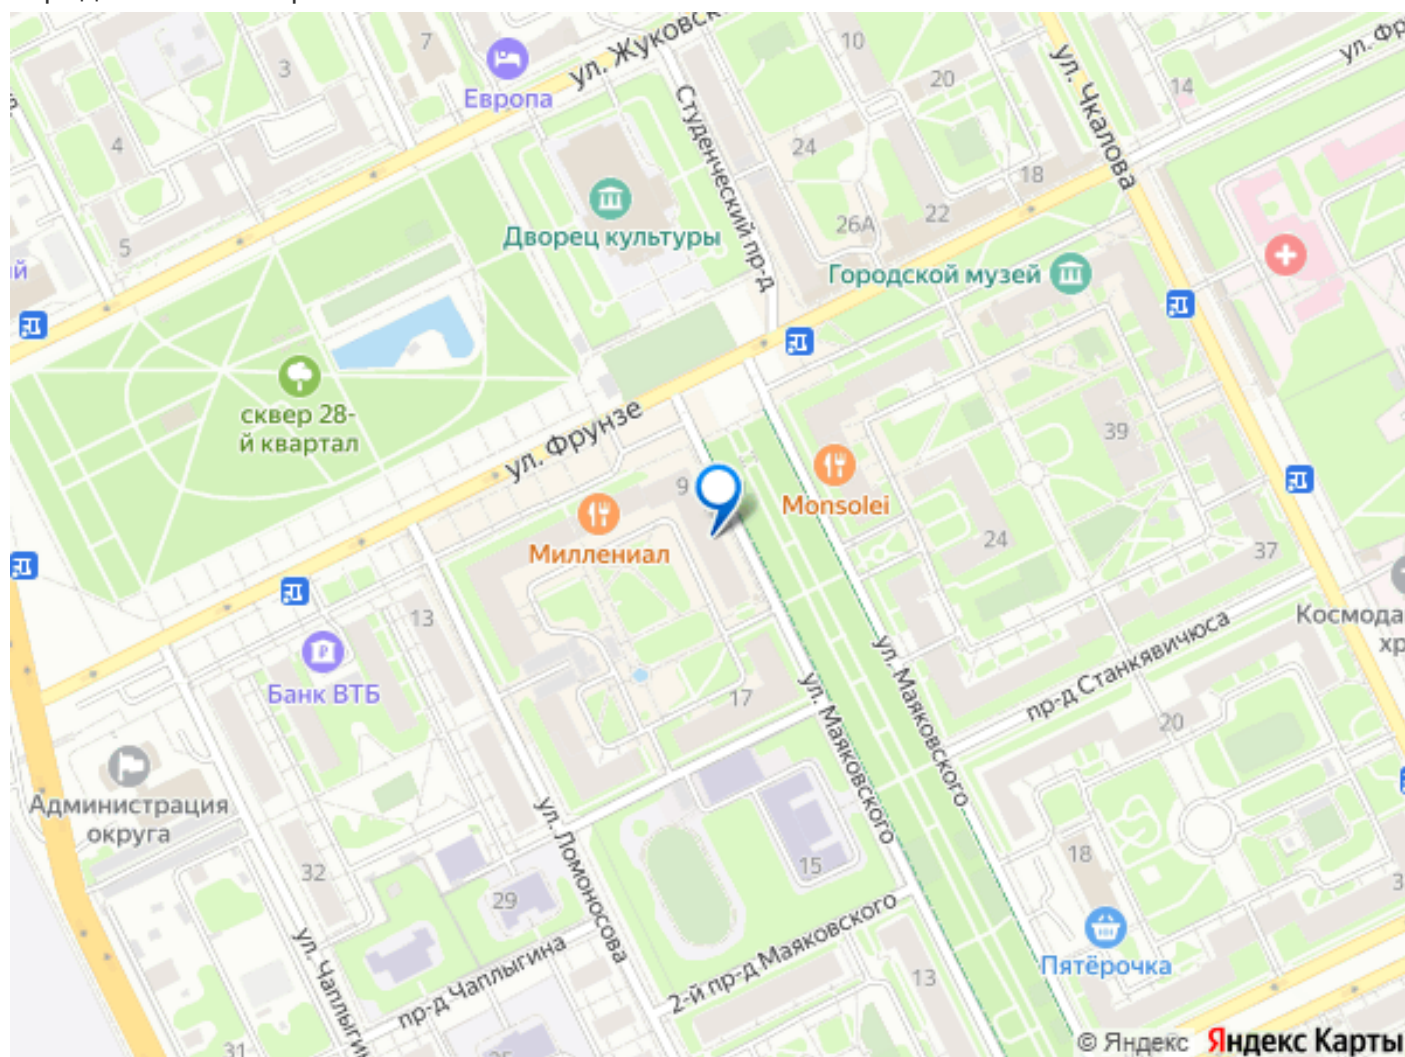 ул. Жуковск
ул. Фр
7
10
3
Европа
20
14
ул. Чкалова
Студенческий пр-д
4
24
18
Дворец культуры
26А
22
5
й
Городской музей
сквер 28-
й квартал
ул. Фрунзе
39
9
Monsolei
Миллениал
24
37
13
Космода
хр
Банк ВТБ
17
ул. Маяковского
ул. Маяковского
пр-д Станкявичюса
20
Администрация
округа
ул. Ломоносова
32
15
18
29
3
2-й пр-д Маяковского
Пятёрочка
пр-д Чаплыгина
ул. Чаплыгин
13
31
© Яндекс Яндекс Карты